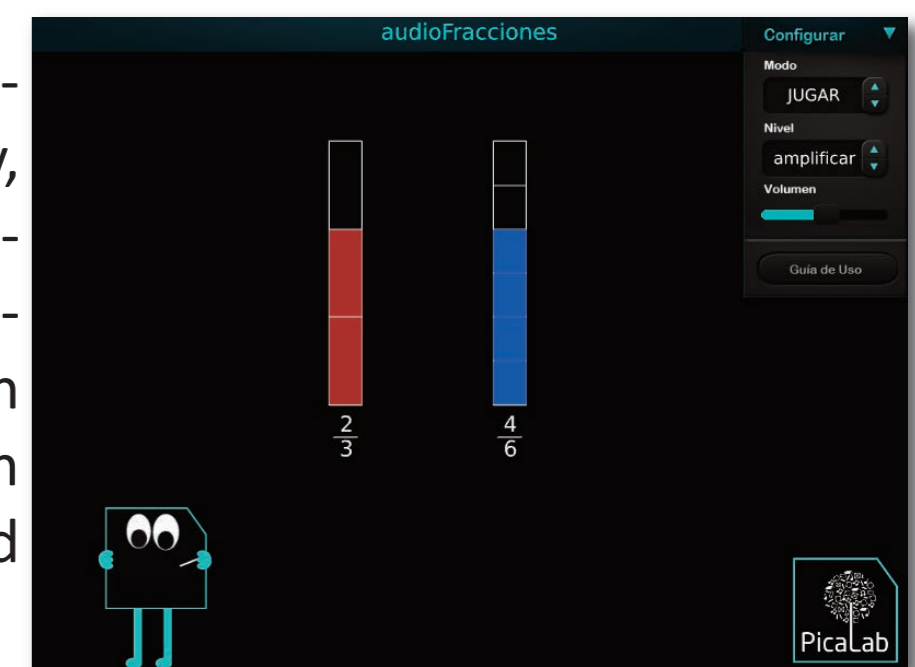 audioFracciones
Configurar
Modo
JUGAR
Nivel
amplificar
Volumen
Guía de Uso
2
3
4
6
PicaLab